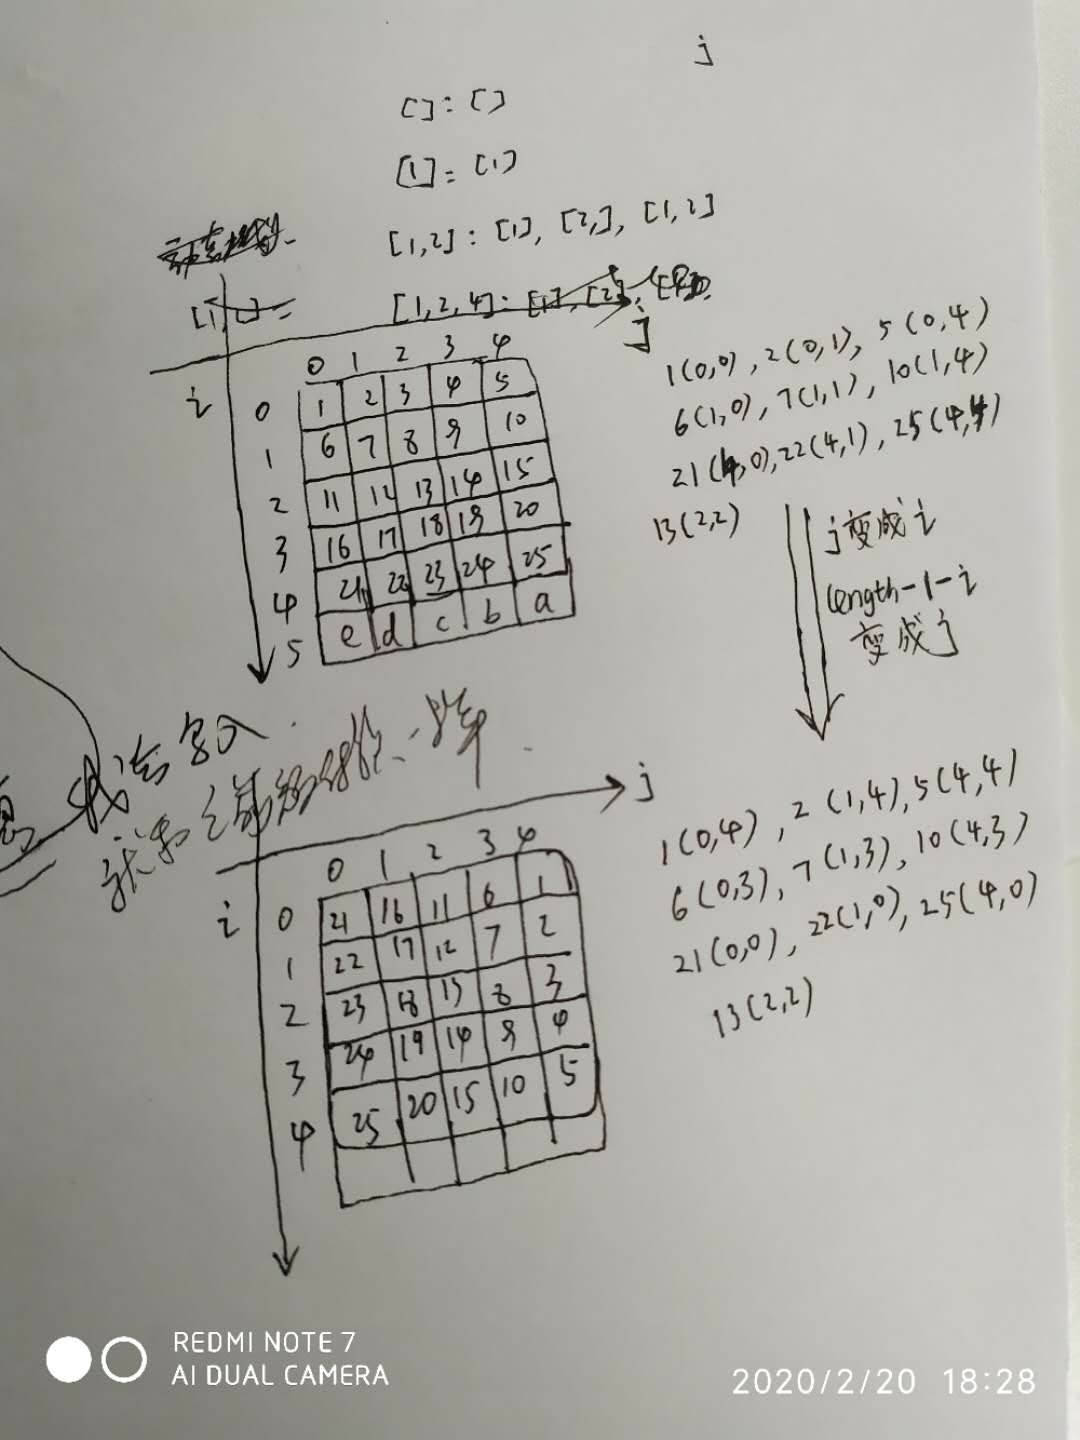 j
[]: []
[1]: [1]
[1,2]: [1], [2,], [1,2]
[1,2,4]: [1], [2],
j
0 1 2 3 4
i
0 1 2 3 4 5
1 6 7 8 9 10
2 11 12 13 14 15
3 16 17 18 19 20
4 21 22 23 24 25
5 e d c b a
1(0,0), 2(0,1), 5(0,4)
6(1,0), 7(1,1), 10(1,4)
21(4,0), 22(4,1), 25(4,4)
13(2,2)
j变成i
length-1-i
变成j
j
0 1 2 3 4
i
0 21 16 11 6 1
1 22 17 12 7 2
2 23 18 13 8 3
3 24 19 14 9 4
4 25 20 15 10 5
1(0,4), 2(1,4), 5(4,4)
6(0,3), 7(1,3), 10(4,3)
21(0,0), 22(1,0), 25(4,0)
13(2,2)
REDMI NOTE 7
AI DUAL CAMERA
2020/2/20 18:28